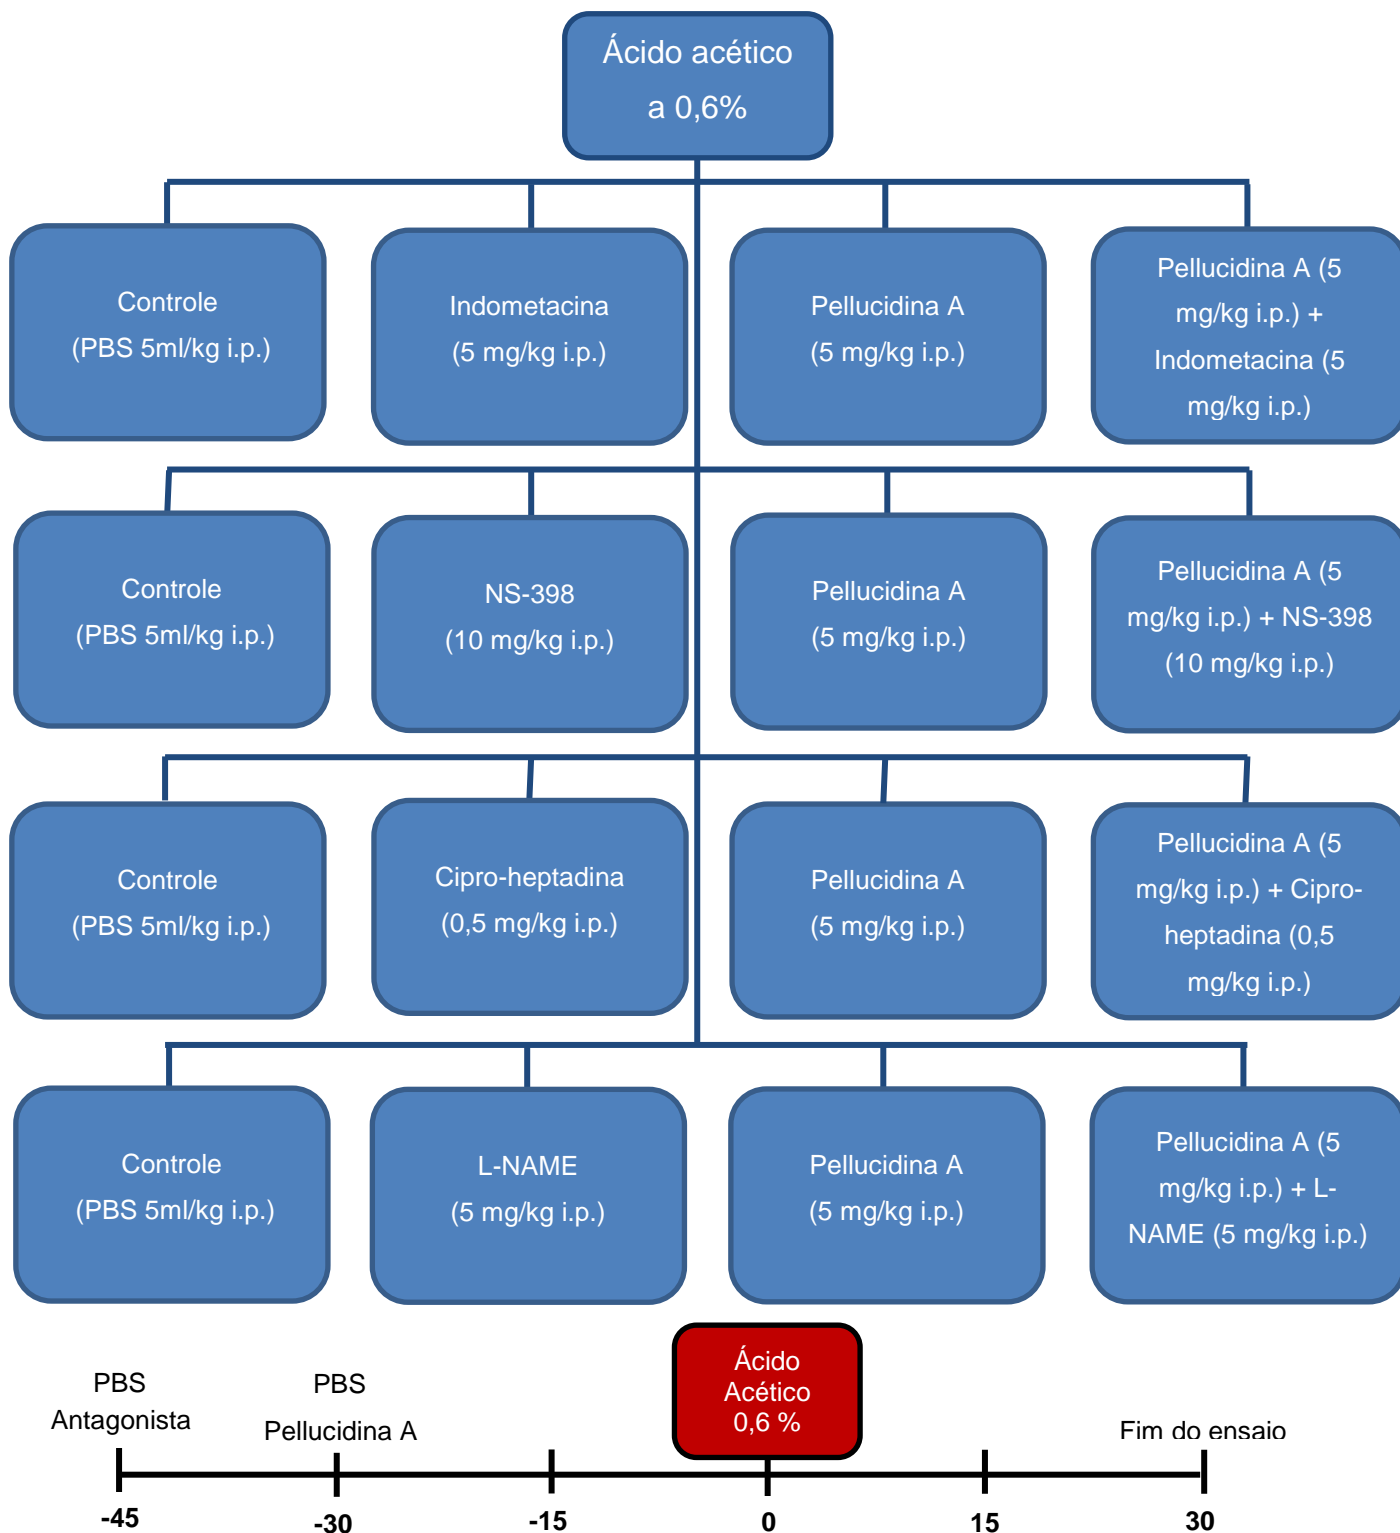 Ácido acético
a 0,6%
Controle
(PBS 5ml/kg i.p.)
Indometacina
(5 mg/kg i.p.)
Pellucidina A
(5 mg/kg i.p.)
Pellucidina A (5
mg/kg i.p.) +
Indometacina (5
mg/kg i.p.)
Controle
(PBS 5ml/kg i.p.)
NS-398
(10 mg/kg i.p.)
Pellucidina A
(5 mg/kg i.p.)
Pellucidina A (5
mg/kg i.p.) + NS-398
(10 mg/kg i.p.)
Controle
(PBS 5ml/kg i.p.)
Cipro-heptadina
(0,5 mg/kg i.p.)
Pellucidina A
(5 mg/kg i.p.)
Pellucidina A (5
mg/kg i.p.) + Cipro-
heptadina (0,5
mg/kg i.p.)
Controle
(PBS 5ml/kg i.p.)
L-NAME
(5 mg/kg i.p.)
Pellucidina A
(5 mg/kg i.p.)
Pellucidina A (5
mg/kg i.p.) + L-
NAME (5 mg/kg i.p.)
PBS
Antagonista
PBS
Pellucidina A
Ácido
Acético
0,6 %
Fim do ensaio
-45
-30
-15
0
15
30